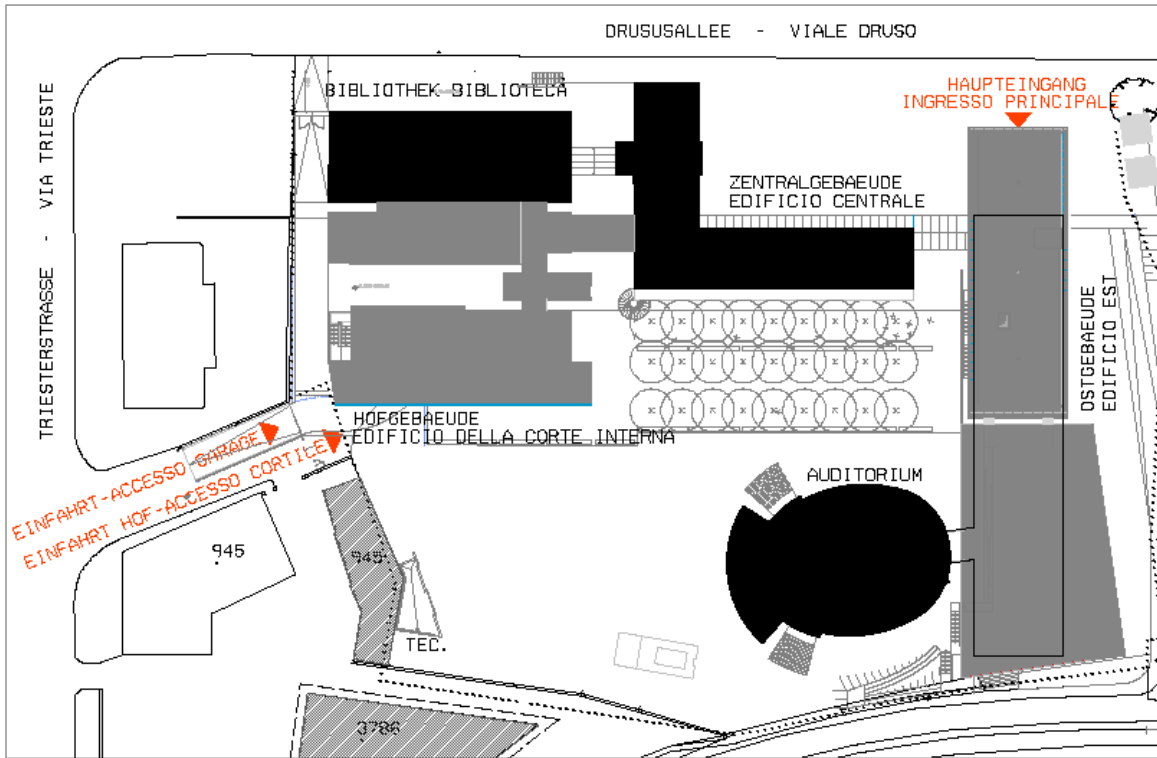 DRUSUSALLEE - VIALE DRUSO
BIBLIOTHEK-BIBLIOTECA
HAUPTEINGANG
INGRESSO PRINCIPALE
TRIESTERSTRASSE - VIA TRIESTE
ZENTRALGEBAEUDE
EDIFICIO CENTRALE
OSTGEBAEUDE
EDIFICIO EST
HOFGEBAEUDE
EDIFICIO DELLA CORTE INTERNA
EINFAHRT-ACCESSO GARAGE
EINFAHRT HOF-ACCESSO CORTILE
AUDITORIUM
945
945
TEC.
3786